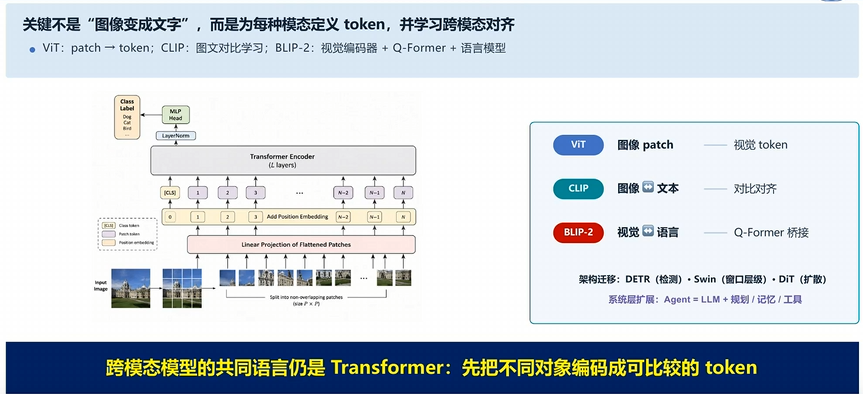 关键不是“图像变成文字”，而是为每种模态定义 token，并学习跨模态对齐
ViT：patch → token；CLIP：图文对比学习；BLIP-2：视觉编码器 + Q-Former + 语言模型
Class
Label
Dog
Cat
Bird
...
MLP
Head
LayerNorm
Transformer Encoder
(L layers)
[CLS] 1 2 3 ... N−2 N−1 N
0 1 2 3 Add Position Embedding N−2 N−1 N
[CLS] Class token
Patch token
Position embedding
Linear Projection of Flattened Patches
Input
Image
...
Split into non-overlapping patches
(size P × P)
ViT 图像 patch —— 视觉 token
CLIP 图像 ↔ 文本 —— 对比对齐
BLIP-2 视觉 ↔ 语言 —— Q-Former 桥接
架构迁移：DETR（检测）• Swin（窗口层级）• DiT（扩散）
系统层扩展：Agent = LLM + 规划 / 记忆 / 工具
跨模态模型的共同语言仍是 Transformer：先把不同对象编码成可比较的 token